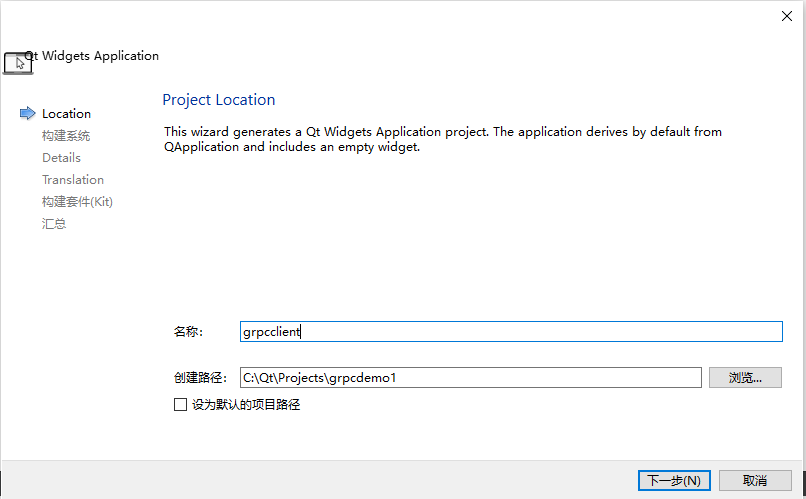 Qt Widgets Application
Location
构建系统
Details
Translation
构建套件(Kit)
汇总
Project Location
This wizard generates a Qt Widgets Application project. The application derives by default from
QApplication and includes an empty widget.
名称：
grpcclient
创建路径：
C:\Qt\Projects\grpcdemo1
浏览...
设为默认的项目路径
下一步(N)
取消